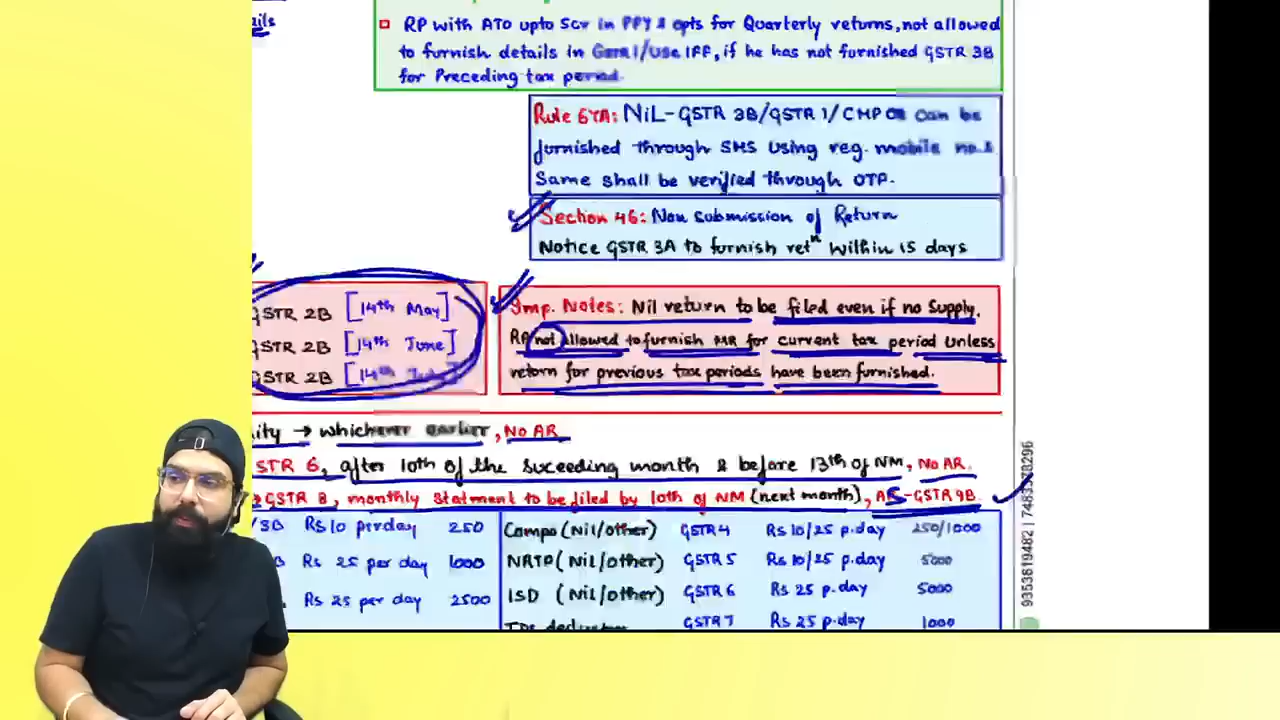 ails
RP with ATO upto 5cr in PPY & opts for Quarterly returns, not allowed
to furnish details in Gstr1/Use IFF, if he has not furnished GSTR 3B
for Preceding tax period.
Rule 67A: NiL-GSTR 3B/GSTR 1/CMP 08 can be
furnished through SMS using reg. mobile no. &
Same shall be verified through OTP.
Section 46: Non submission of Return
Notice GSTR 3A to furnish retn within 15 days
GSTR 2B [14th May]
GSTR 2B [14th June]
GSTR 2B [14th
Imp. Notes: Nil return to be filed even if no supply.
RP not allowed to furnish for current tax period unless
return for previous tax periods have been furnished.
ity → whichever earlier, No AR
STR 6, after 10th of the suceeding month & before 13th of NM, No AR.
→ GSTR 8, monthly statment to be filed by 10th of NM (next month), AR-GSTR 9B
/3B Rs 10 per day 250
B Rs 25 per day 1000
Rs 25 per day 2500
Compo (Nil/other) GSTR 4 Rs 10/25 p.day 250/1000
NRTP (Nil/other) GSTR 5 Rs 10/25 p.day 5000
ISD (Nil/other) GSTR 6 Rs 25 p.day 5000
TDS deductor GSTR 7 Rs 25 p.day 1000